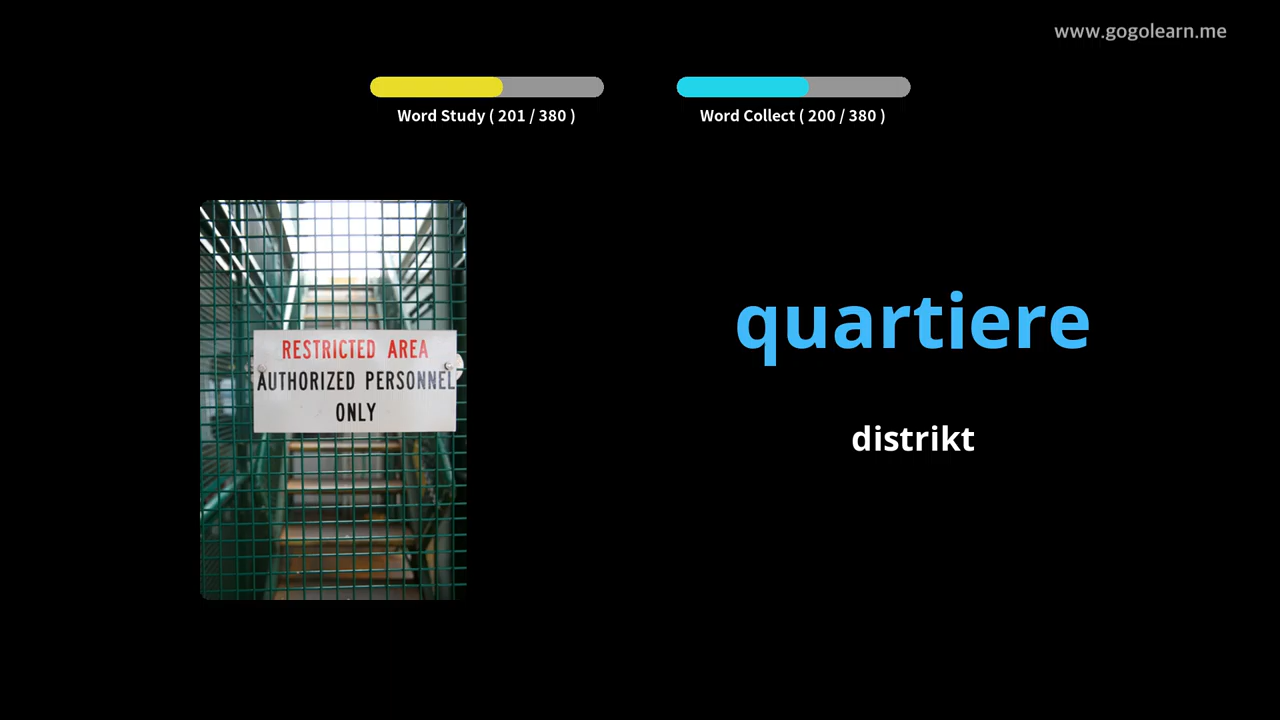 www.gogolearn.me
Word Study ( 201 / 380 )
Word Collect ( 200 / 380 )
RESTRICTED AREA
AUTHORIZED PERSONNEL
ONLY
quartiere
distrikt